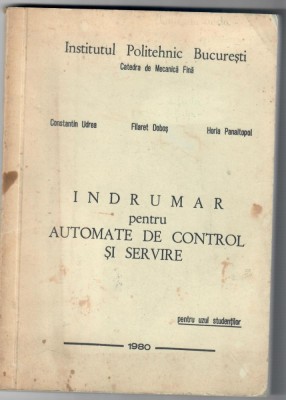 Institutul Politehnic Bucureşti
Catedra de Mecanică Fină
Constantin Udrea Filaret Doboş Horia Panaitopol
INDRUMAR
pentru
AUTOMATE DE CONTROL
ŞI SERVIRE
pentru uzul studenţilor
1980